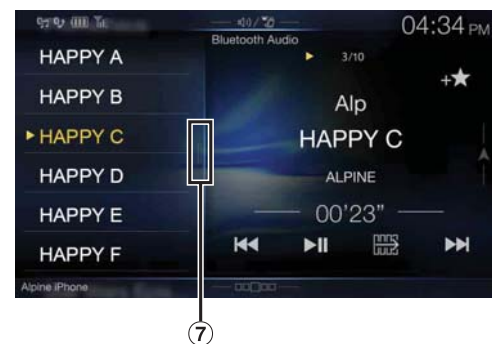 04:34 PM
Bluetooth Audio
HAPPY A
HAPPY B
HAPPY C
HAPPY D
HAPPY E
HAPPY F
3/10
+★
Alp
HAPPY C
ALPINE
00'23"
Alpine iPhone
7